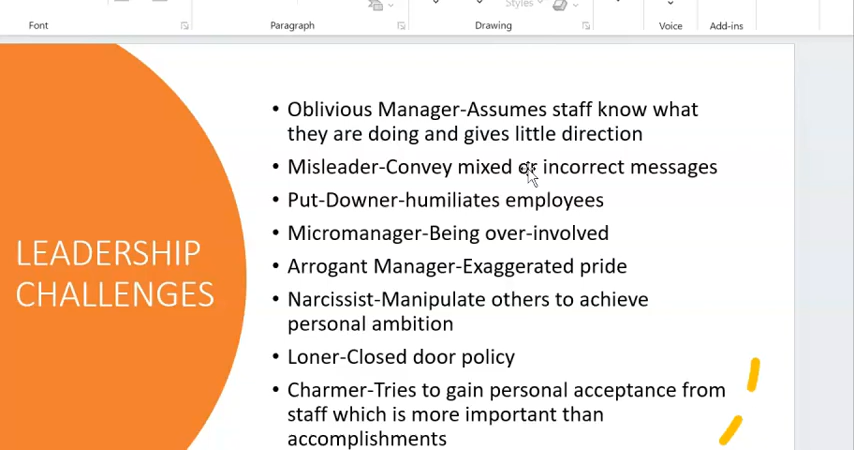 Styles
Font
Paragraph
Drawing
Voice
Add-ins
LEADERSHIP
CHALLENGES
• Oblivious Manager-Assumes staff know what
they are doing and gives little direction
• Misleader-Convey mixed or incorrect messages
• Put-Downer-humiliates employees
• Micromanager-Being over-involved
• Arrogant Manager-Exaggerated pride
• Narcissist-Manipulate others to achieve
personal ambition
• Loner-Closed door policy
• Charmer-Tries to gain personal acceptance from
staff which is more important than
accomplishments